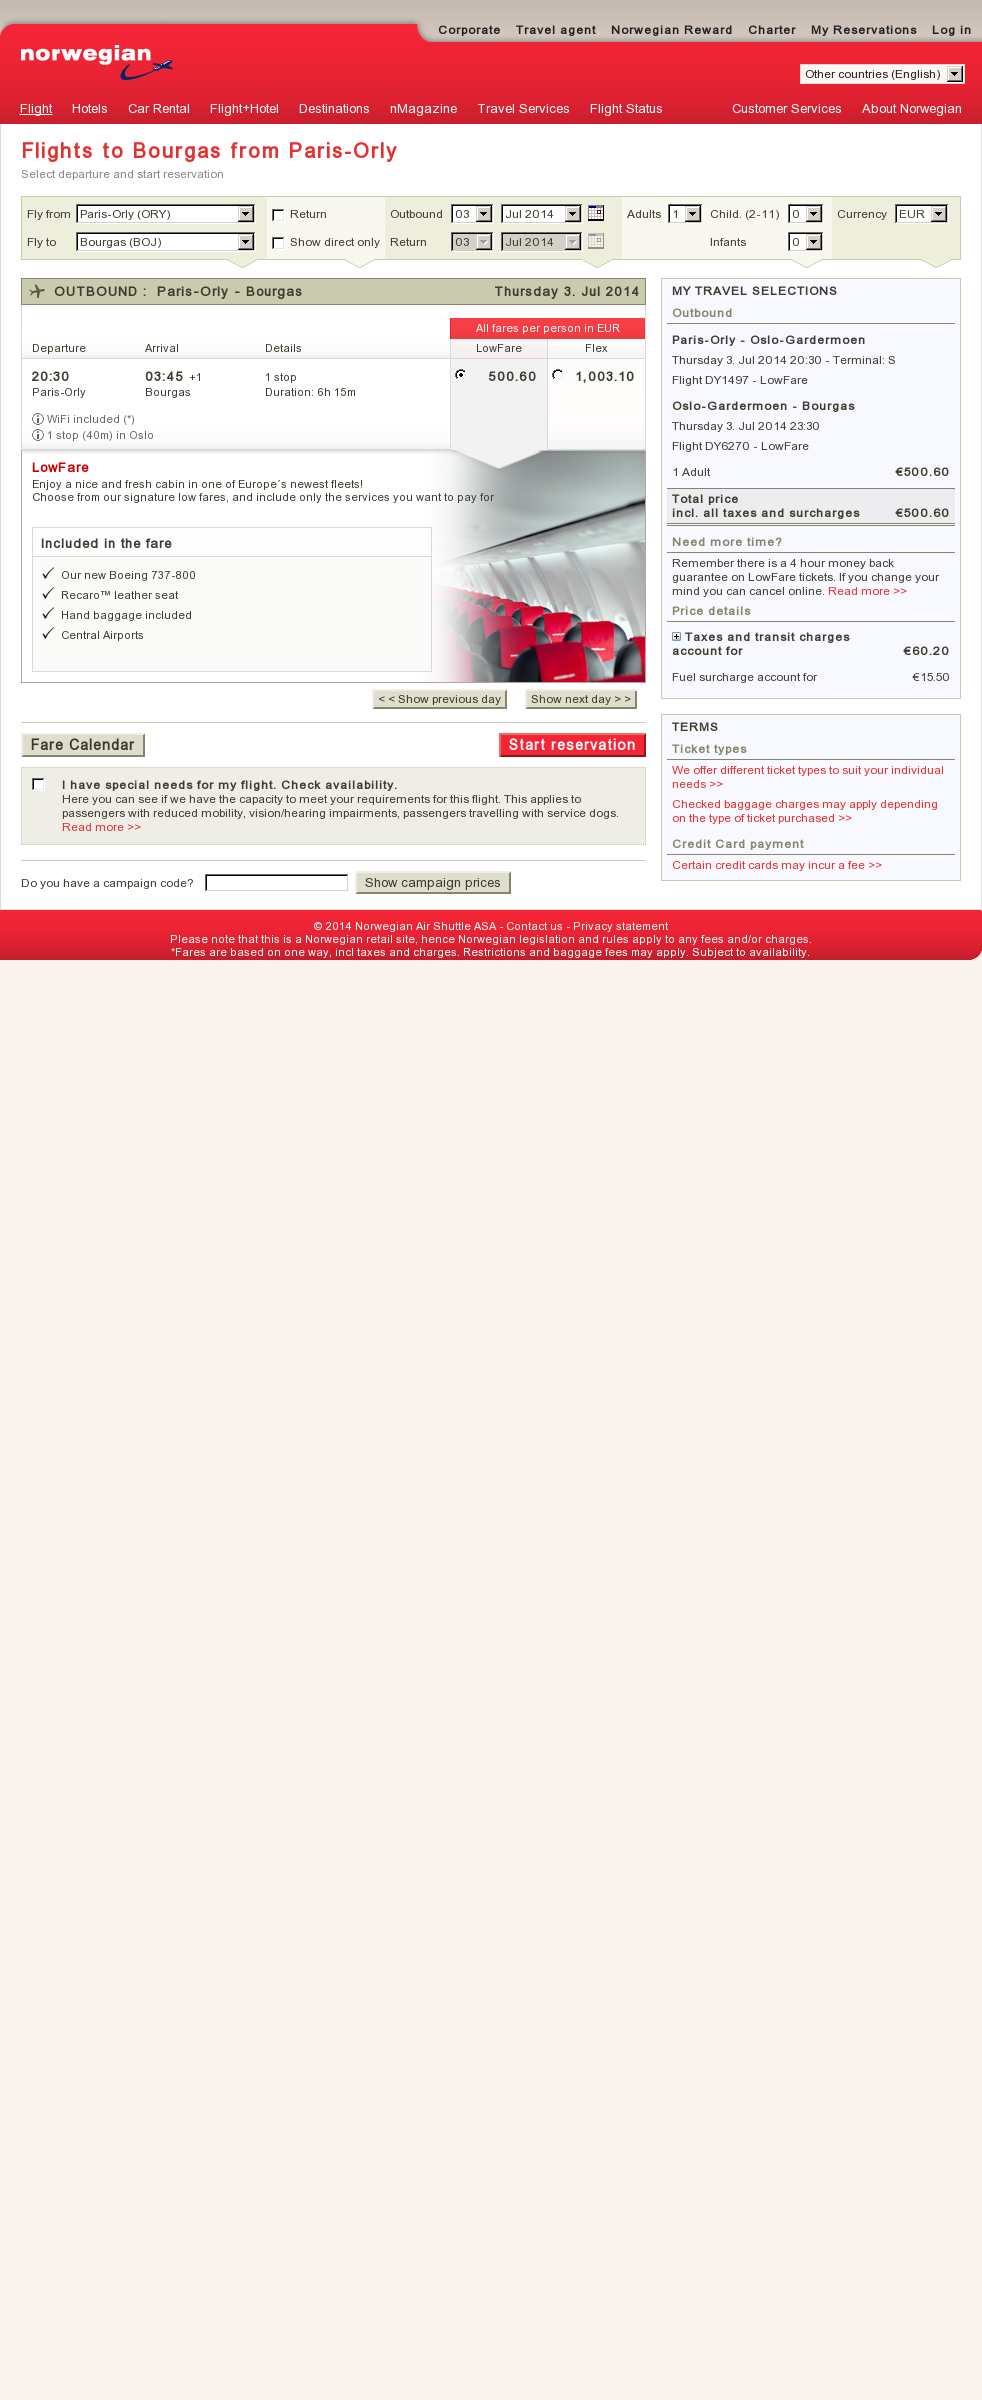 Corporate Travel agent Norwegian Reward Charter My Reservations Log in
norwegian
Other countries (English)
Flight Hotels Car Rental Flight+Hotel Destinations nMagazine Travel Services Flight Status Customer Services About Norwegian
Flights to Bourgas from Paris-Orly
Select departure and start reservation
Fly from Paris-Orly (ORY) Return Outbound 03 Jul 2014 Adults 1 Child. (2-11) 0 Currency EUR
Fly to Bourgas (BOJ) Show direct only Return 03 Jul 2014 Infants 0
OUTBOUND : Paris-Orly - Bourgas Thursday 3. Jul 2014
All fares per person in EUR
Departure Arrival Details LowFare Flex
20:30 03:45 +1 1 stop 500.60 1,003.10
Paris-Orly Bourgas Duration: 6h 15m
WiFi included (*)
1 stop (40m) in Oslo
LowFare
Enjoy a nice and fresh cabin in one of Europe´s newest fleets!
Choose from our signature low fares, and include only the services you want to pay for
Included in the fare
Our new Boeing 737-800
Recaro™ leather seat
Hand baggage included
Central Airports
< < Show previous day Show next day > >
Fare Calendar Start reservation
I have special needs for my flight. Check availability.
Here you can see if we have the capacity to meet your requirements for this flight. This applies to
passengers with reduced mobility, vision/hearing impairments, passengers travelling with service dogs.
Read more >>
Do you have a campaign code? Show campaign prices
MY TRAVEL SELECTIONS
Outbound
Paris-Orly - Oslo-Gardermoen
Thursday 3. Jul 2014 20:30 - Terminal: S
Flight DY1497 - LowFare
Oslo-Gardermoen - Bourgas
Thursday 3. Jul 2014 23:30
Flight DY6270 - LowFare
1 Adult €500.60
Total price
incl. all taxes and surcharges €500.60
Need more time?
Remember there is a 4 hour money back
guarantee on LowFare tickets. If you change your
mind you can cancel online. Read more >>
Price details
Taxes and transit charges
account for €60.20
Fuel surcharge account for €15.50
TERMS
Ticket types
We offer different ticket types to suit your individual
needs >>
Checked baggage charges may apply depending
on the type of ticket purchased >>
Credit Card payment
Certain credit cards may incur a fee >>
© 2014 Norwegian Air Shuttle ASA - Contact us - Privacy statement
Please note that this is a Norwegian retail site, hence Norwegian legislation and rules apply to any fees and/or charges.
*Fares are based on one way, incl taxes and charges. Restrictions and baggage fees may apply. Subject to availability.